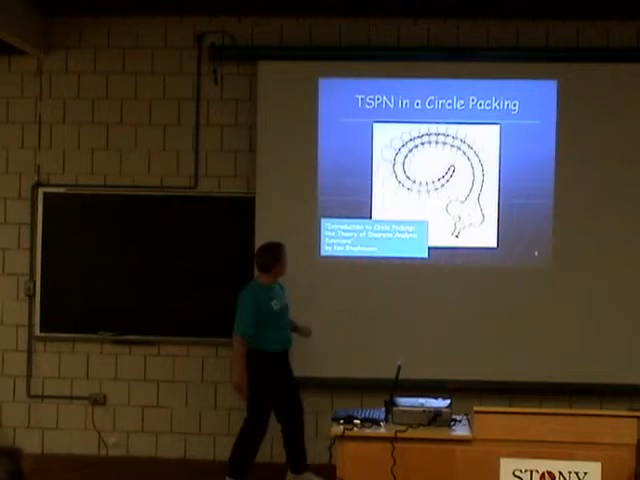 TSPN in a Circle Packing
"Introduction to Circle Packing:
the Theory of Discrete Analytic
Functions"
by Ken Stephenson
STONY